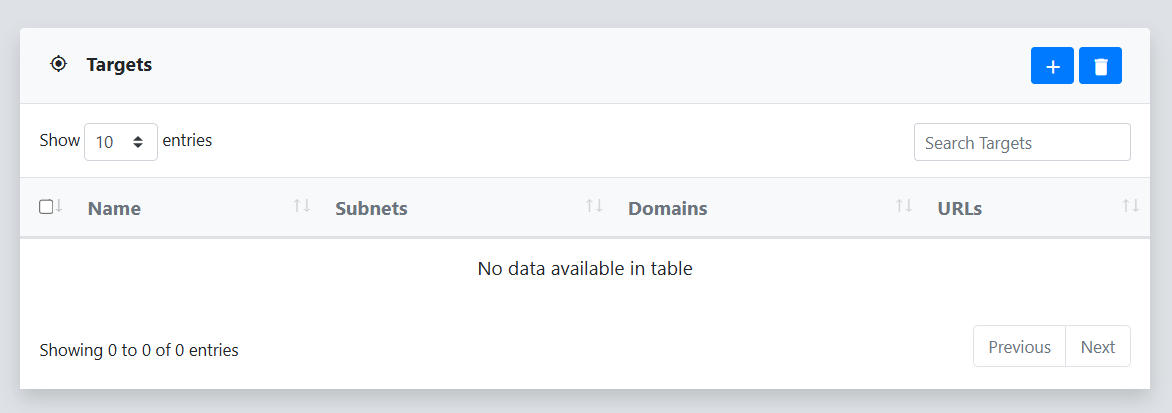 Targets
Show 10 entries
Search Targets
Name Subnets Domains URLs
No data available in table
Showing 0 to 0 of 0 entries
Previous Next